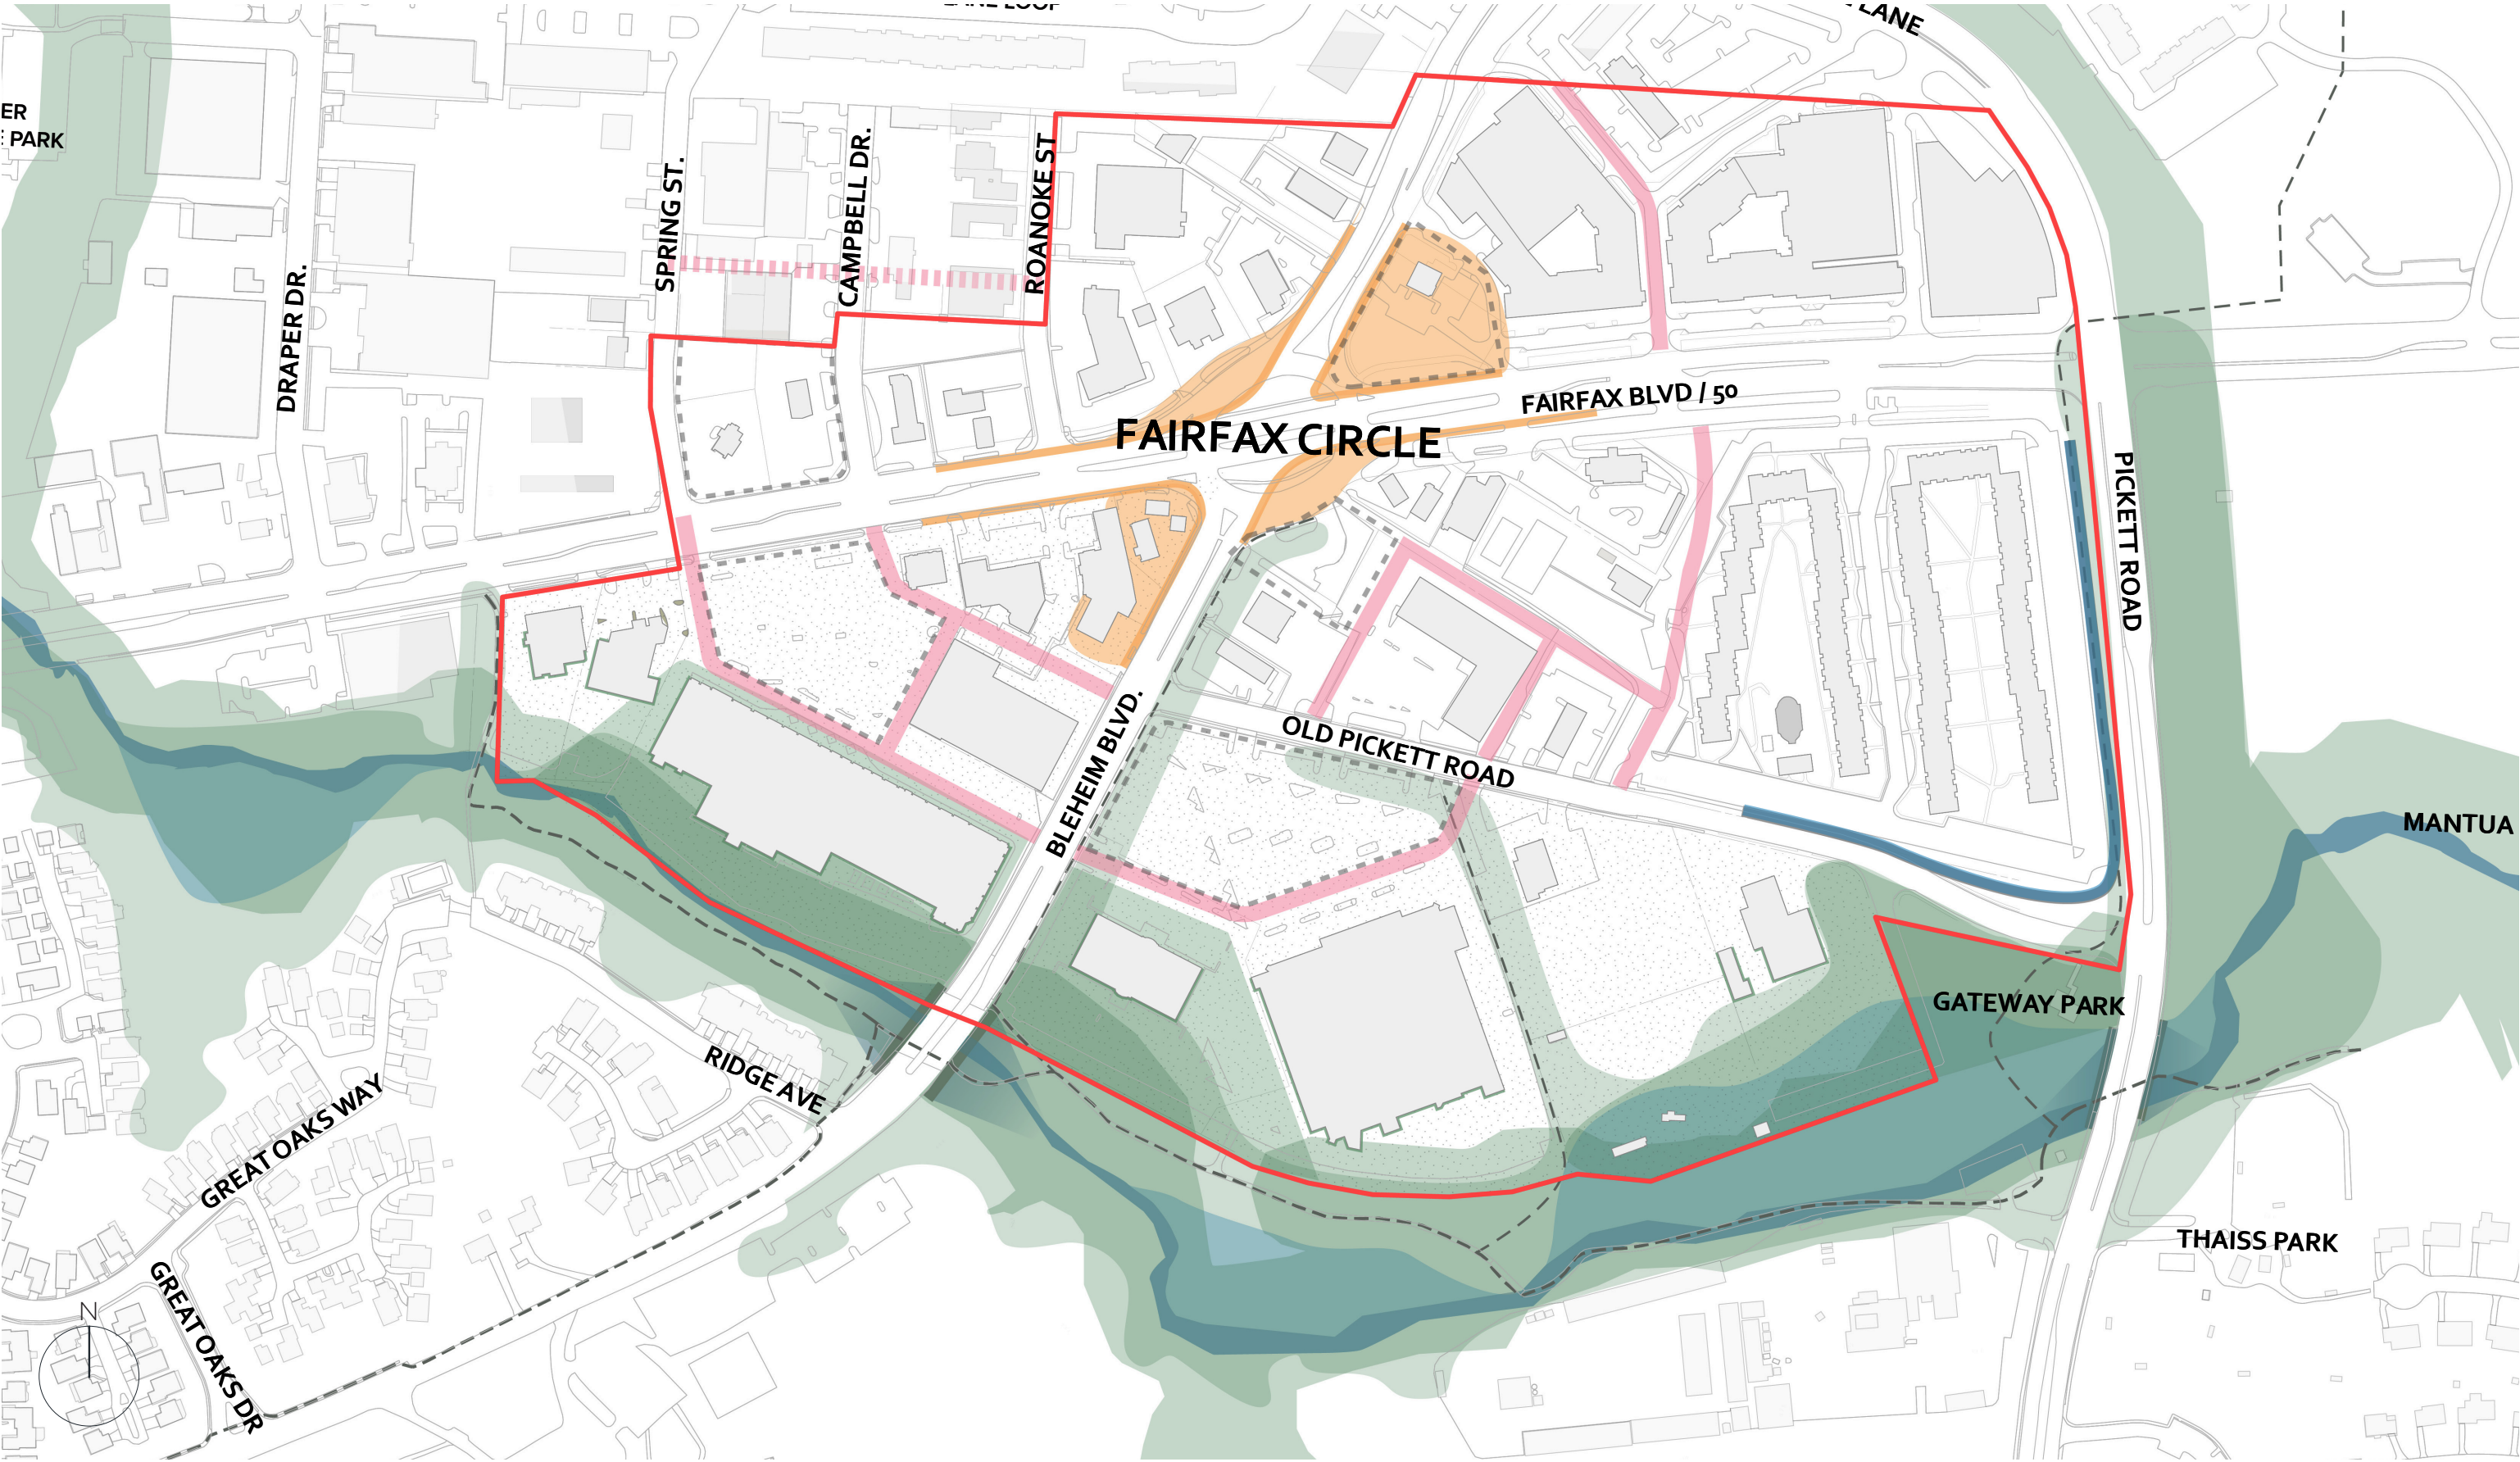 LANE
ER
PARK
SPRING ST.
CAMPBELL DR.
ROANOKE ST
DRAPER DR.
FAIRFAX BLVD / 50
FAIRFAX CIRCLE
PICKETT ROAD
OLD PICKETT ROAD
BLEHEIM BLVD.
MANTUA
GATEWAY PARK
RIDGE AVE
GREAT OAKS WAY
THAISS PARK
GREAT OAKS DR
N